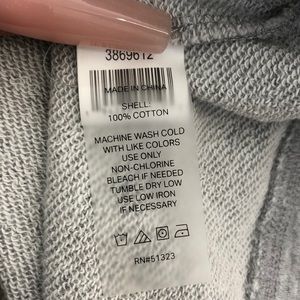 3869612
MADE IN CHINA
SHELL:
100% COTTON
MACHINE WASH COLD
WITH LIKE COLORS
USE ONLY
NON-CHLORINE
BLEACH IF NEEDED
TUMBLE DRY LOW
USE LOW IRON
IF NECESSARY
RN#51323